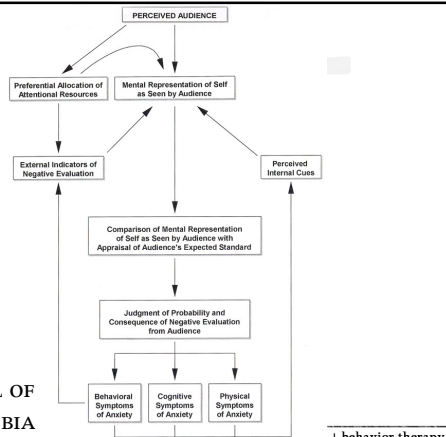 PERCEIVED AUDIENCE
Preferential Allocation of
Attentional Resources
Mental Representation of Self
as Seen by Audience
External Indicators of
Negative Evaluation
Perceived
Internal Cues
Comparison of Mental Representation
of Self as Seen by Audience with
Appraisal of Audience's Expected Standard
Judgment of Probability and
Consequence of Negative Evaluation
from Audience
Behavioral
Symptoms
of Anxiety
Cognitive
Symptoms
of Anxiety
Physical
Symptoms
of Anxiety
OF
BIA
behavior therapy